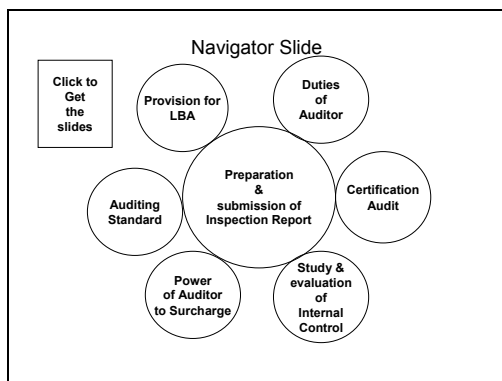 Navigator Slide
Click to
Get
the
slides
Provision for
LBA
Duties
of
Auditor
Preparation
&
submission of
Inspection Report
Auditing
Standard
Certification
Audit
Power
of Auditor
to Surcharge
Study &
evaluation
of
Internal
Control